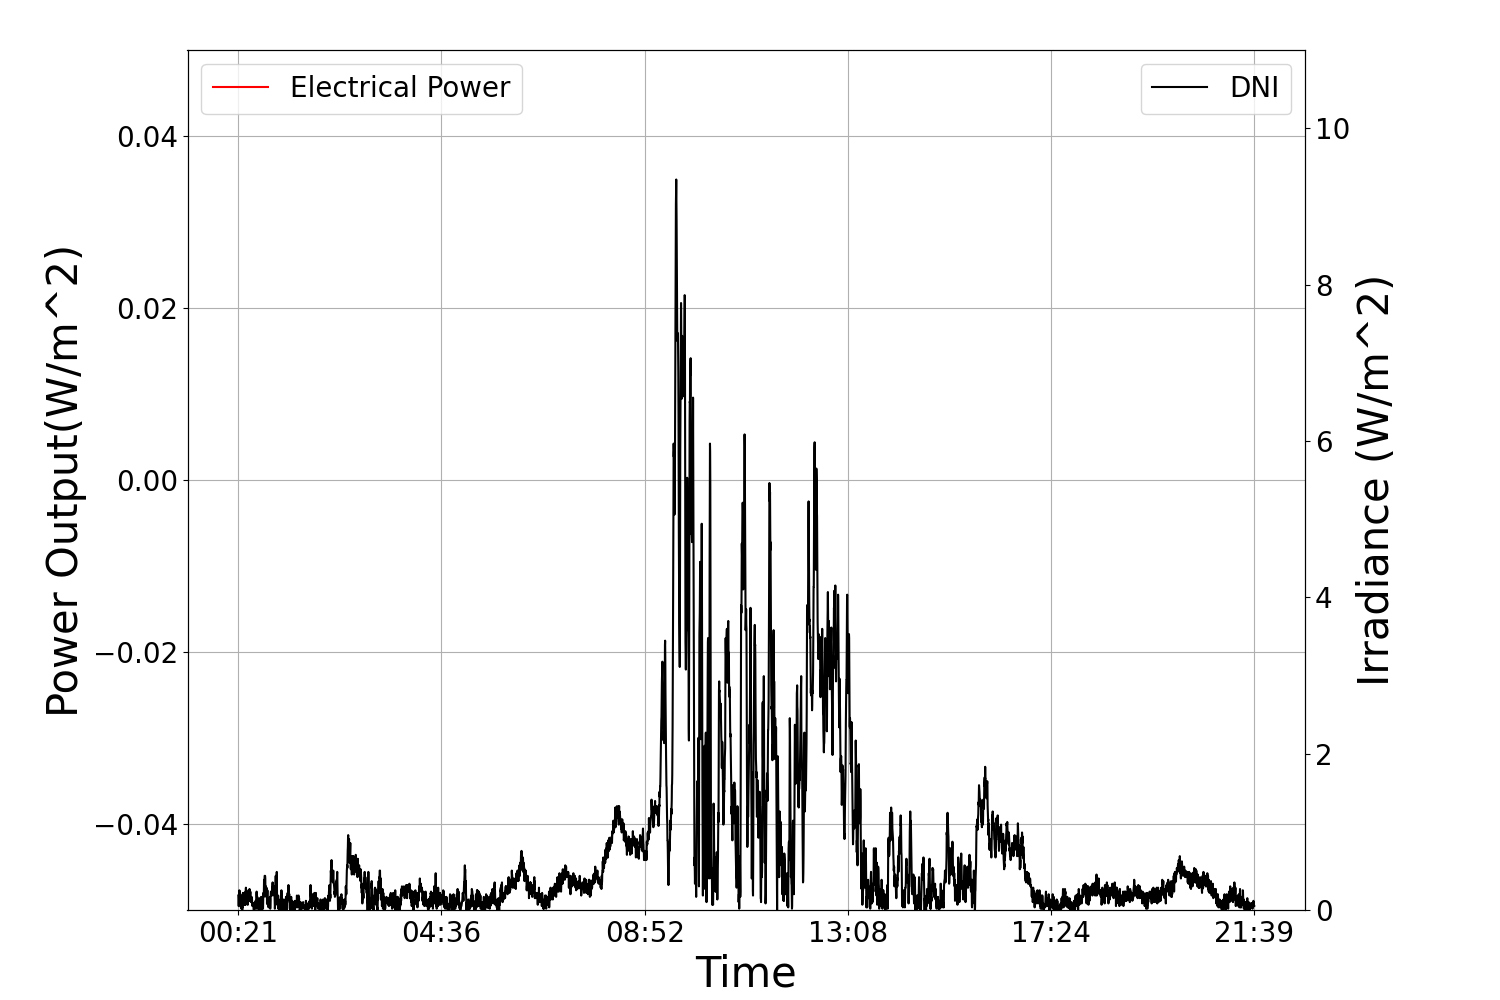 Electrical Power
DNI
0.04
0.02
0.00
−0.02
−0.04
Power Output(W/m^2)
10
8
6
4
2
0
Irradiance (W/m^2)
00:21 04:36 08:52 13:08 17:24 21:39
Time